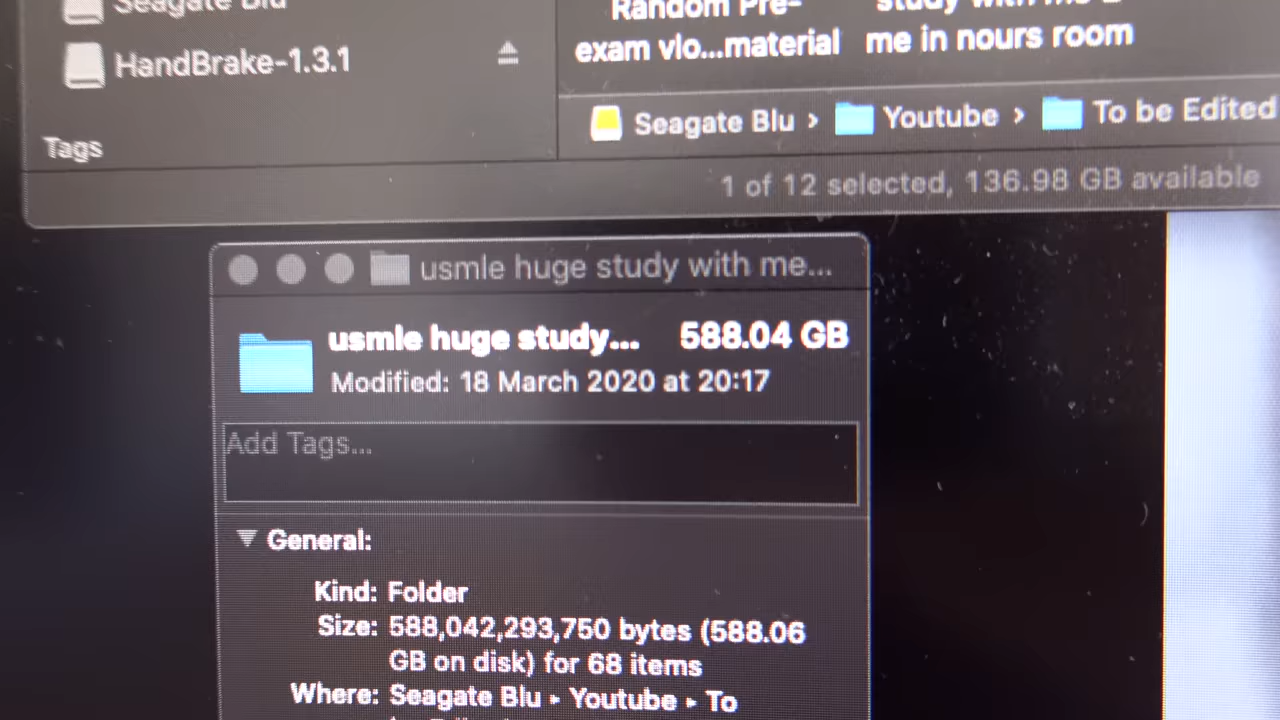 Seagate Blu
HandBrake-1.3.1
Tags
Random Pre-
exam vlo...material
study with me
me in nours room
Seagate Blu › Youtube › To be Edited
1 of 12 selected, 136.98 GB available
usmle huge study with me...
usmle huge study... 588.04 GB
Modified: 18 March 2020 at 20:17
Add Tags...
General:
Kind: Folder
Size: 588,042,293,750 bytes (588.06
GB on disk) for 68 items
Where: Seagate Blu ▸ Youtube ▸ To